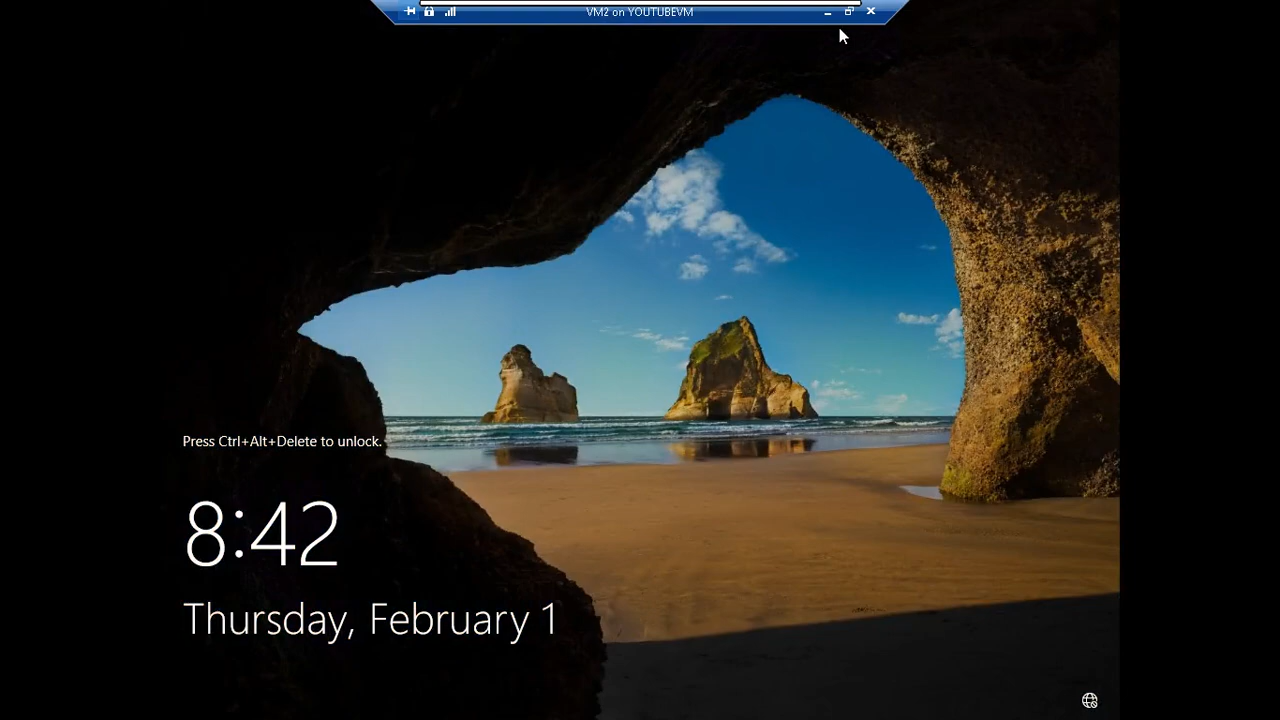 VM2 on YOUTUBEVM
Press Ctrl+Alt+Delete to unlock.
8:42
Thursday, February 1